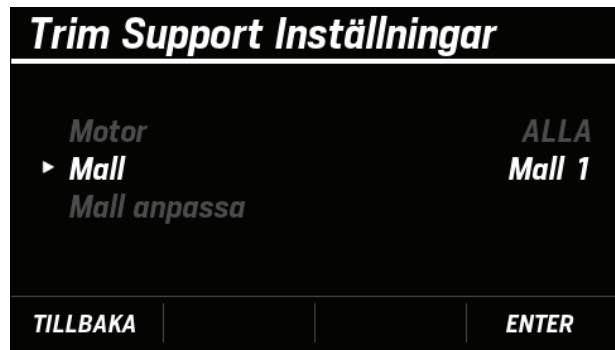 Trim Support Inställningar
Motor ALLA
▸ Mall Mall 1
Mall anpassa
TILLBAKA ENTER